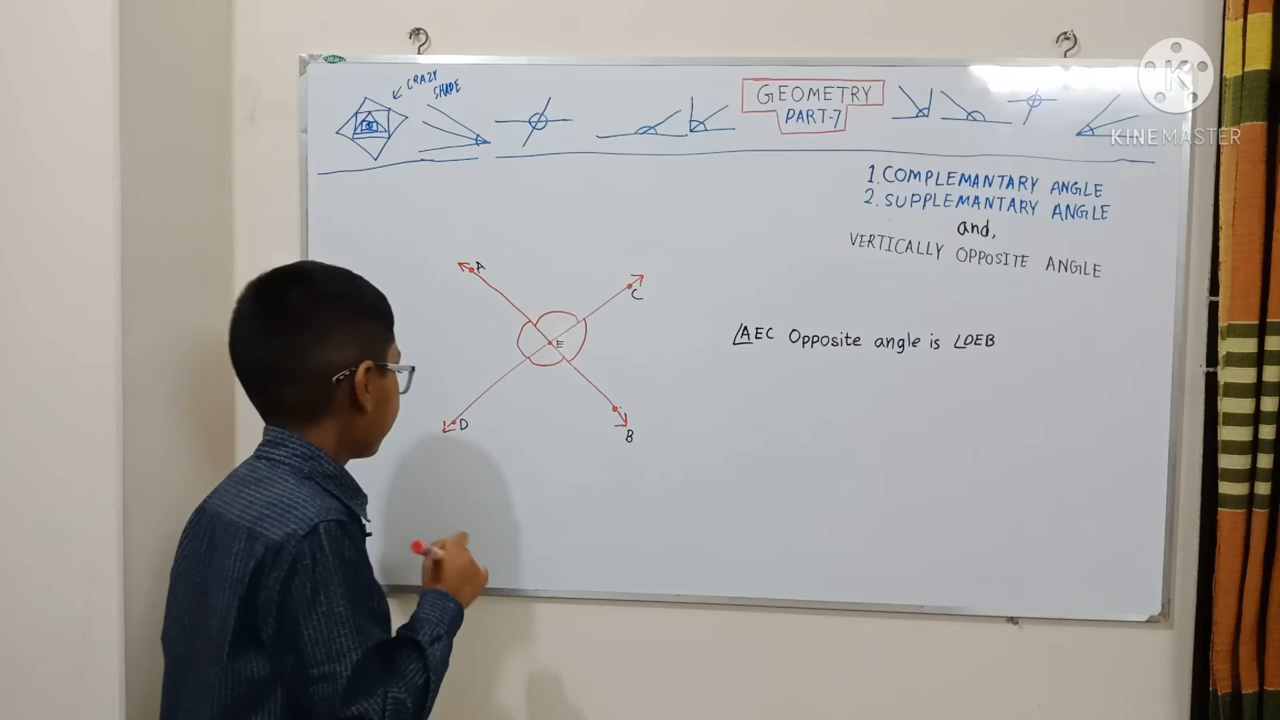 CRAZY
SHAPE
GEOMETRY
PART-7
KINEMASTER
1. COMPLEMANTARY ANGLE
2. SUPPLEMANTARY ANGLE
and,
VERTICALLY OPPOSITE ANGLE
A
C
E
D
B
∠AEC Opposite angle is ∠DEB